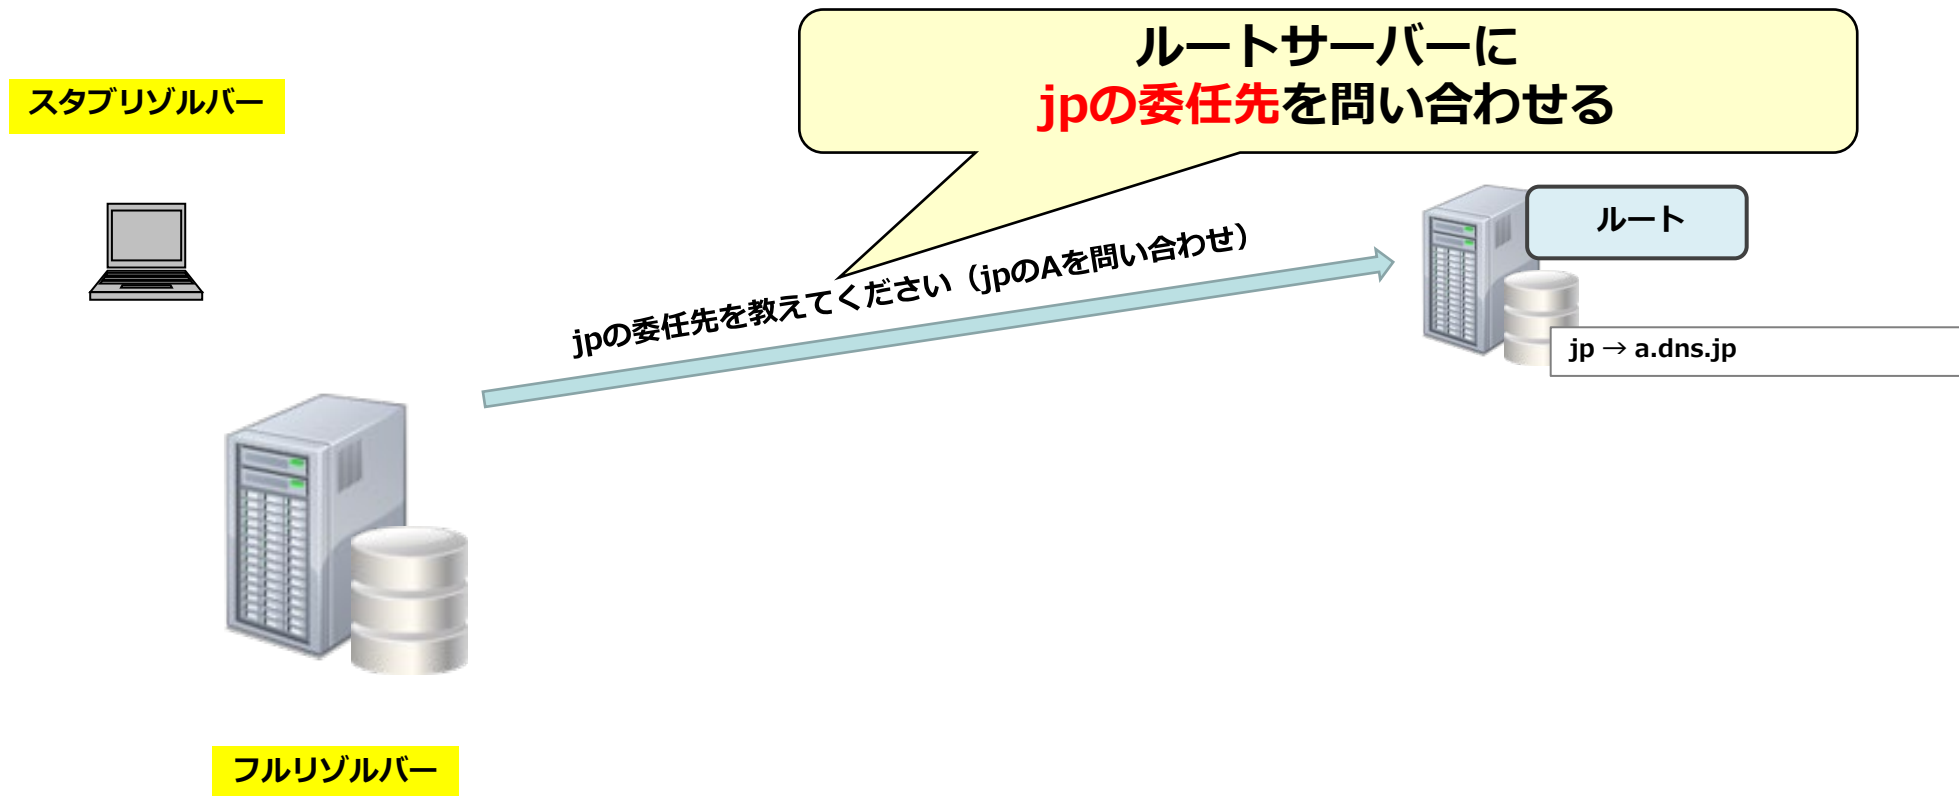 ルートサーバーに
jpの委任先を問い合わせる
スタブリゾルバー
ルート
jpの委任先を教えてください（jpのAを問い合わせ）
jp → a.dns.jp
フルリゾルバー